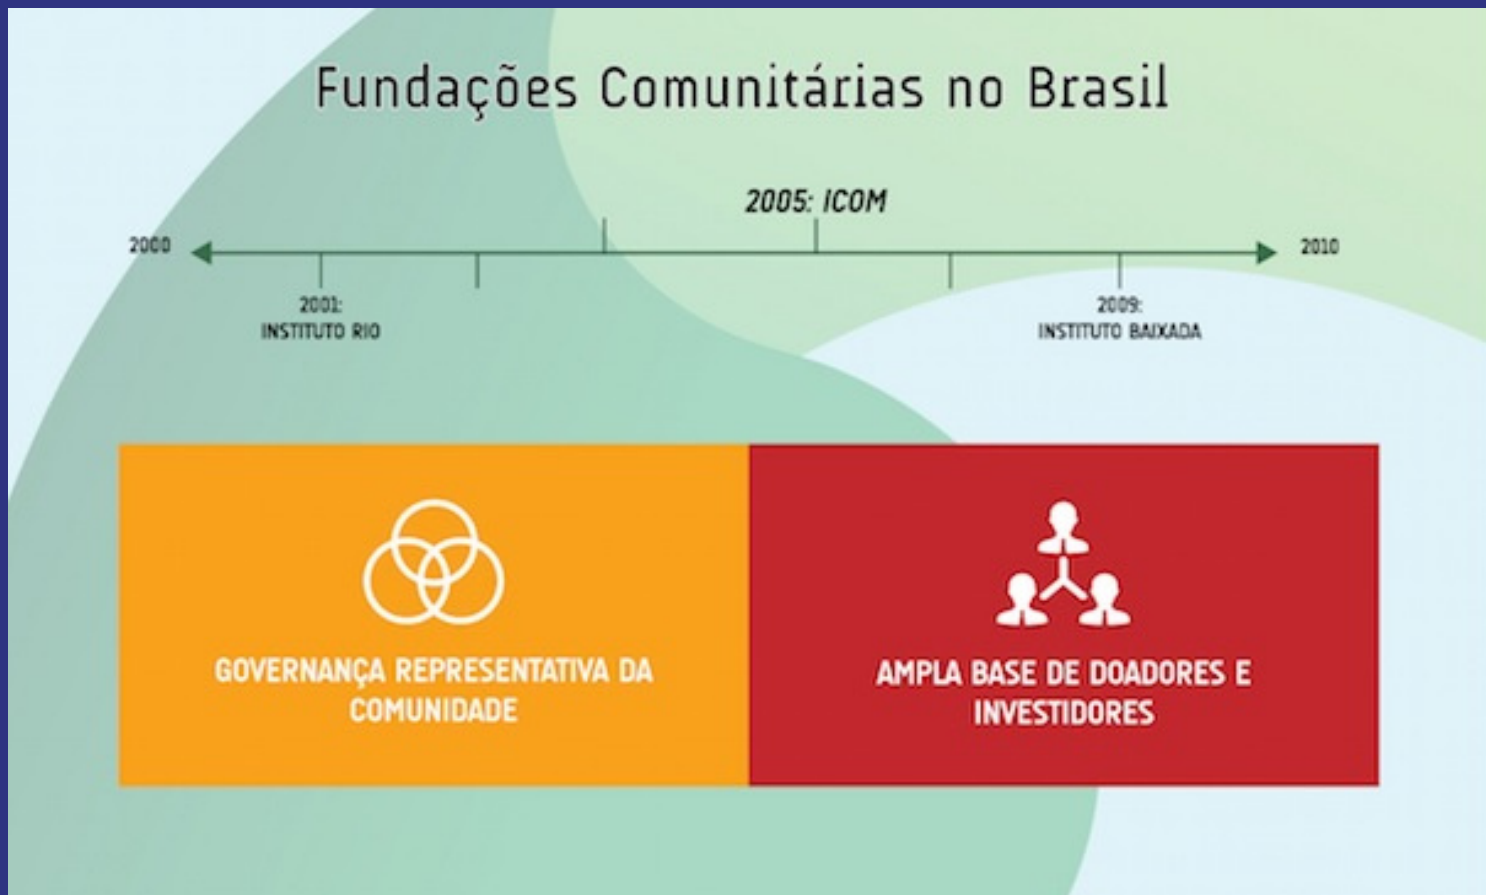 Fundações Comunitárias no Brasil
2005: ICOM
2000
2010
2001:
INSTITUTO RIO
2009:
INSTITUTO BAIXADA
GOVERNANÇA REPRESENTATIVA DA
COMUNIDADE
AMPLA BASE DE DOADORES E
INVESTIDORES